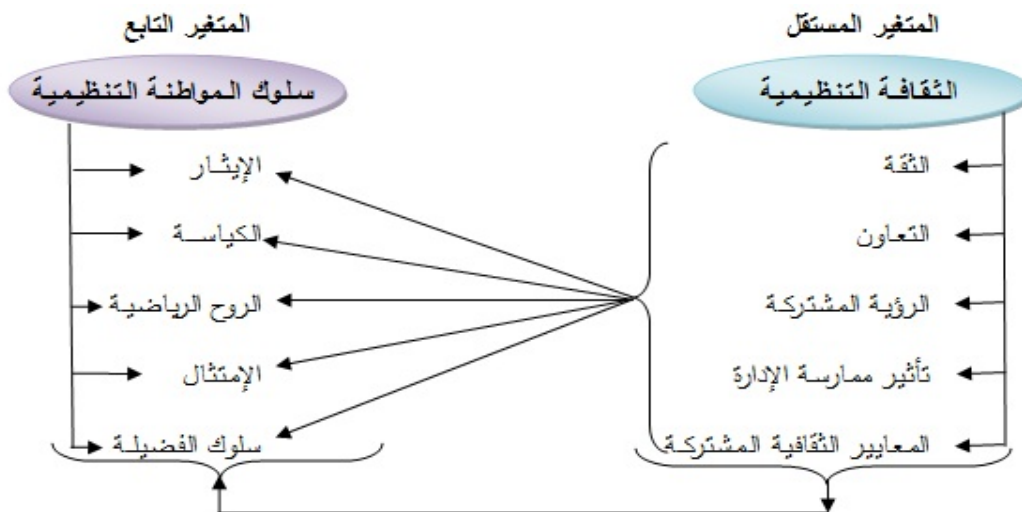 المتغير المستقل
المتغير التابع
الثقافة التنظيمية
سلوك المواطنة التنظيمية
الثقة
الإيثار
التعاون
الكياسة
الرؤية المشتركة
الروح الرياضية
تأثير ممارسة الإدارة
الإمتثال
المعايير الثقافية المشتركة
سلوك الفضيلة